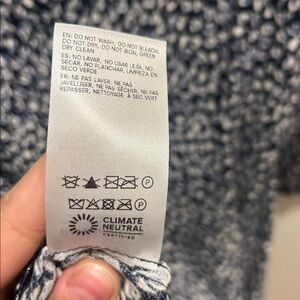 EN: DO NOT WASH, DO NOT BLEACH,
DO NOT DRY, DO NOT IRON, GREEN
DRY CLEAN
ES: NO LAVAR, NO USAR LEJÍA, NO
SECAR, NO PLANCHAR, LIMPIEZA EN
SECO VERDE
FR: NE PAS LAVER, NE PAS
JAVELLISER, NE PAS SÉCHER, NE PAS
REPASSER, NETTOYAGE À SEC VERT
P
P
CLIMATE
NEUTRAL
CERTIFIED